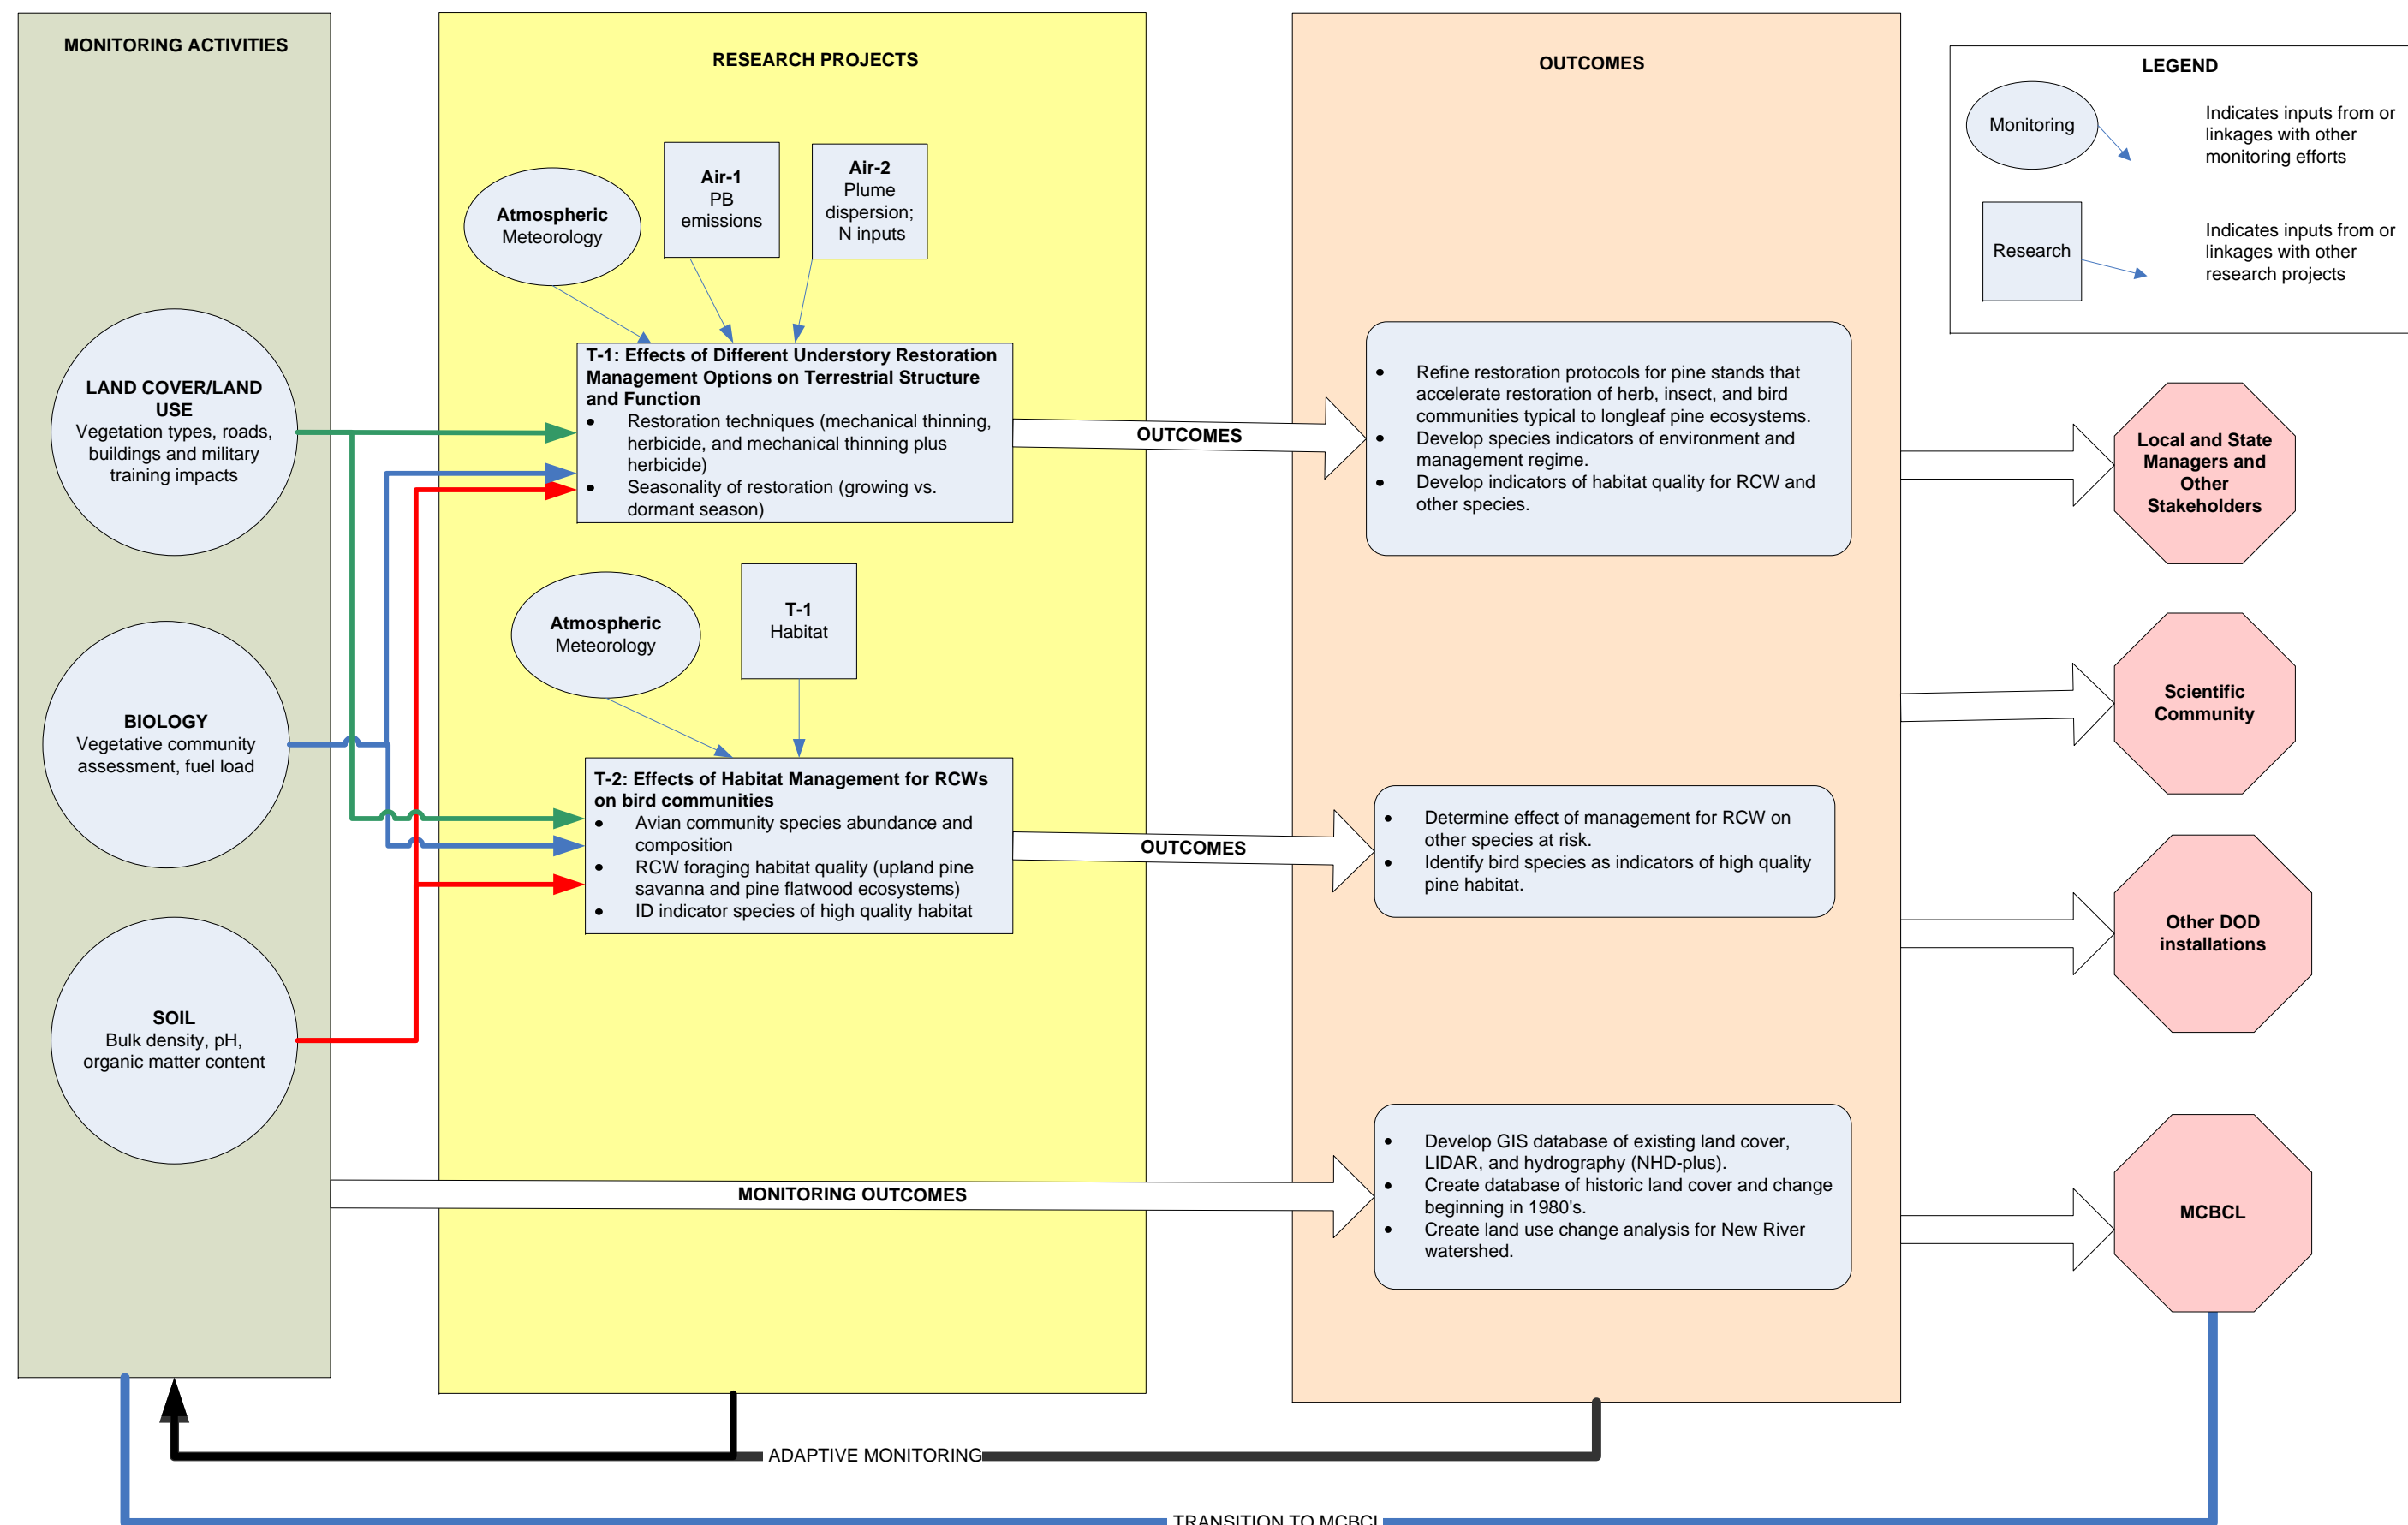 MONITORING ACTIVITIES
RESEARCH PROJECTS
OUTCOMES
LEGEND
Monitoring
Indicates inputs from or
linkages with other
monitoring efforts
Research
Indicates inputs from or
linkages with other
research projects
LAND COVER/LAND
USE
Vegetation types, roads,
buildings and military
training impacts
BIOLOGY
Vegetative community
assessment, fuel load
SOIL
Bulk density, pH,
organic matter content
Atmospheric
Meteorology
Air-1
PB
emissions
Air-2
Plume
dispersion;
N inputs
T-1: Effects of Different Understory Restoration
Management Options on Terrestrial Structure
and Function
• Restoration techniques (mechanical thinning,
herbicide, and mechanical thinning plus
herbicide)
• Seasonality of restoration (growing vs.
dormant season)
Atmospheric
Meteorology
T-1
Habitat
T-2: Effects of Habitat Management for RCWs
on bird communities
• Avian community species abundance and
composition
• RCW foraging habitat quality (upland pine
savanna and pine flatwood ecosystems)
• ID indicator species of high quality habitat
OUTCOMES
OUTCOMES
MONITORING OUTCOMES
• Refine restoration protocols for pine stands that
accelerate restoration of herb, insect, and bird
communities typical to longleaf pine ecosystems.
• Develop species indicators of environment and
management regime.
• Develop indicators of habitat quality for RCW and
other species.
• Determine effect of management for RCW on
other species at risk.
• Identify bird species as indicators of high quality
pine habitat.
• Develop GIS database of existing land cover,
LIDAR, and hydrography (NHD-plus).
• Create database of historic land cover and change
beginning in 1980's.
• Create land use change analysis for New River
watershed.
Local and State
Managers and
Other
Stakeholders
Scientific
Community
Other DOD
installations
MCBCL
ADAPTIVE MONITORING
TRANSITION TO MCBCL